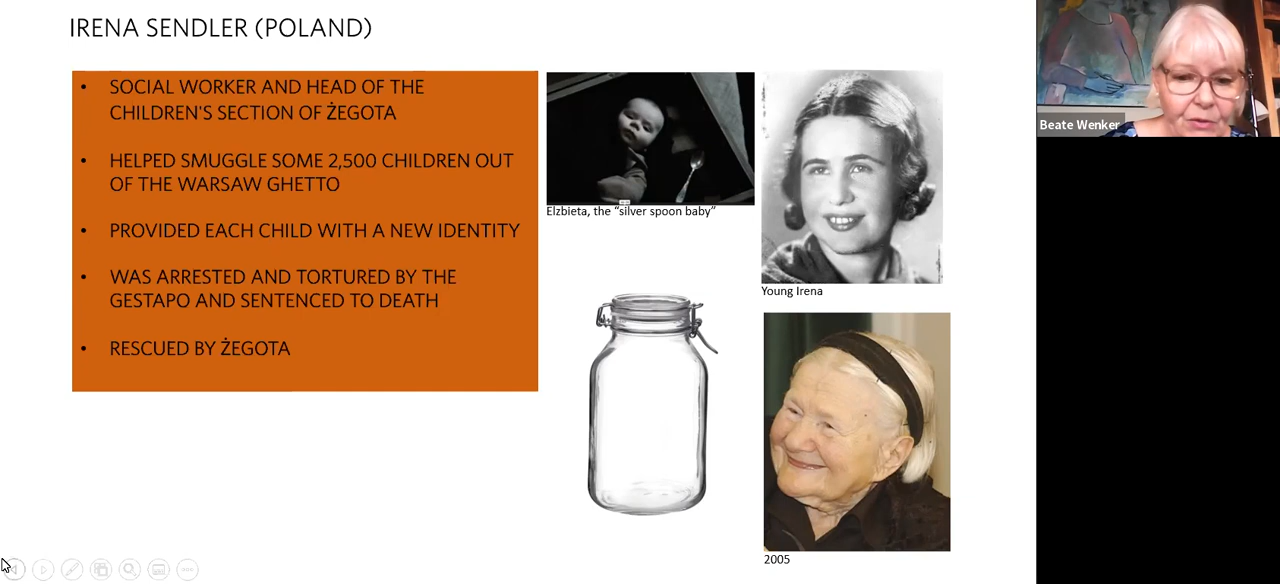 IRENA SENDLER (POLAND)
• SOCIAL WORKER AND HEAD OF THE
CHILDREN'S SECTION OF ŻEGOTA
• HELPED SMUGGLE SOME 2,500 CHILDREN OUT
OF THE WARSAW GHETTO
• PROVIDED EACH CHILD WITH A NEW IDENTITY
• WAS ARRESTED AND TORTURED BY THE
GESTAPO AND SENTENCED TO DEATH
• RESCUED BY ŻEGOTA
Elzbieta, the “silver spoon baby”
Young Irena
2005
Beate Wenker